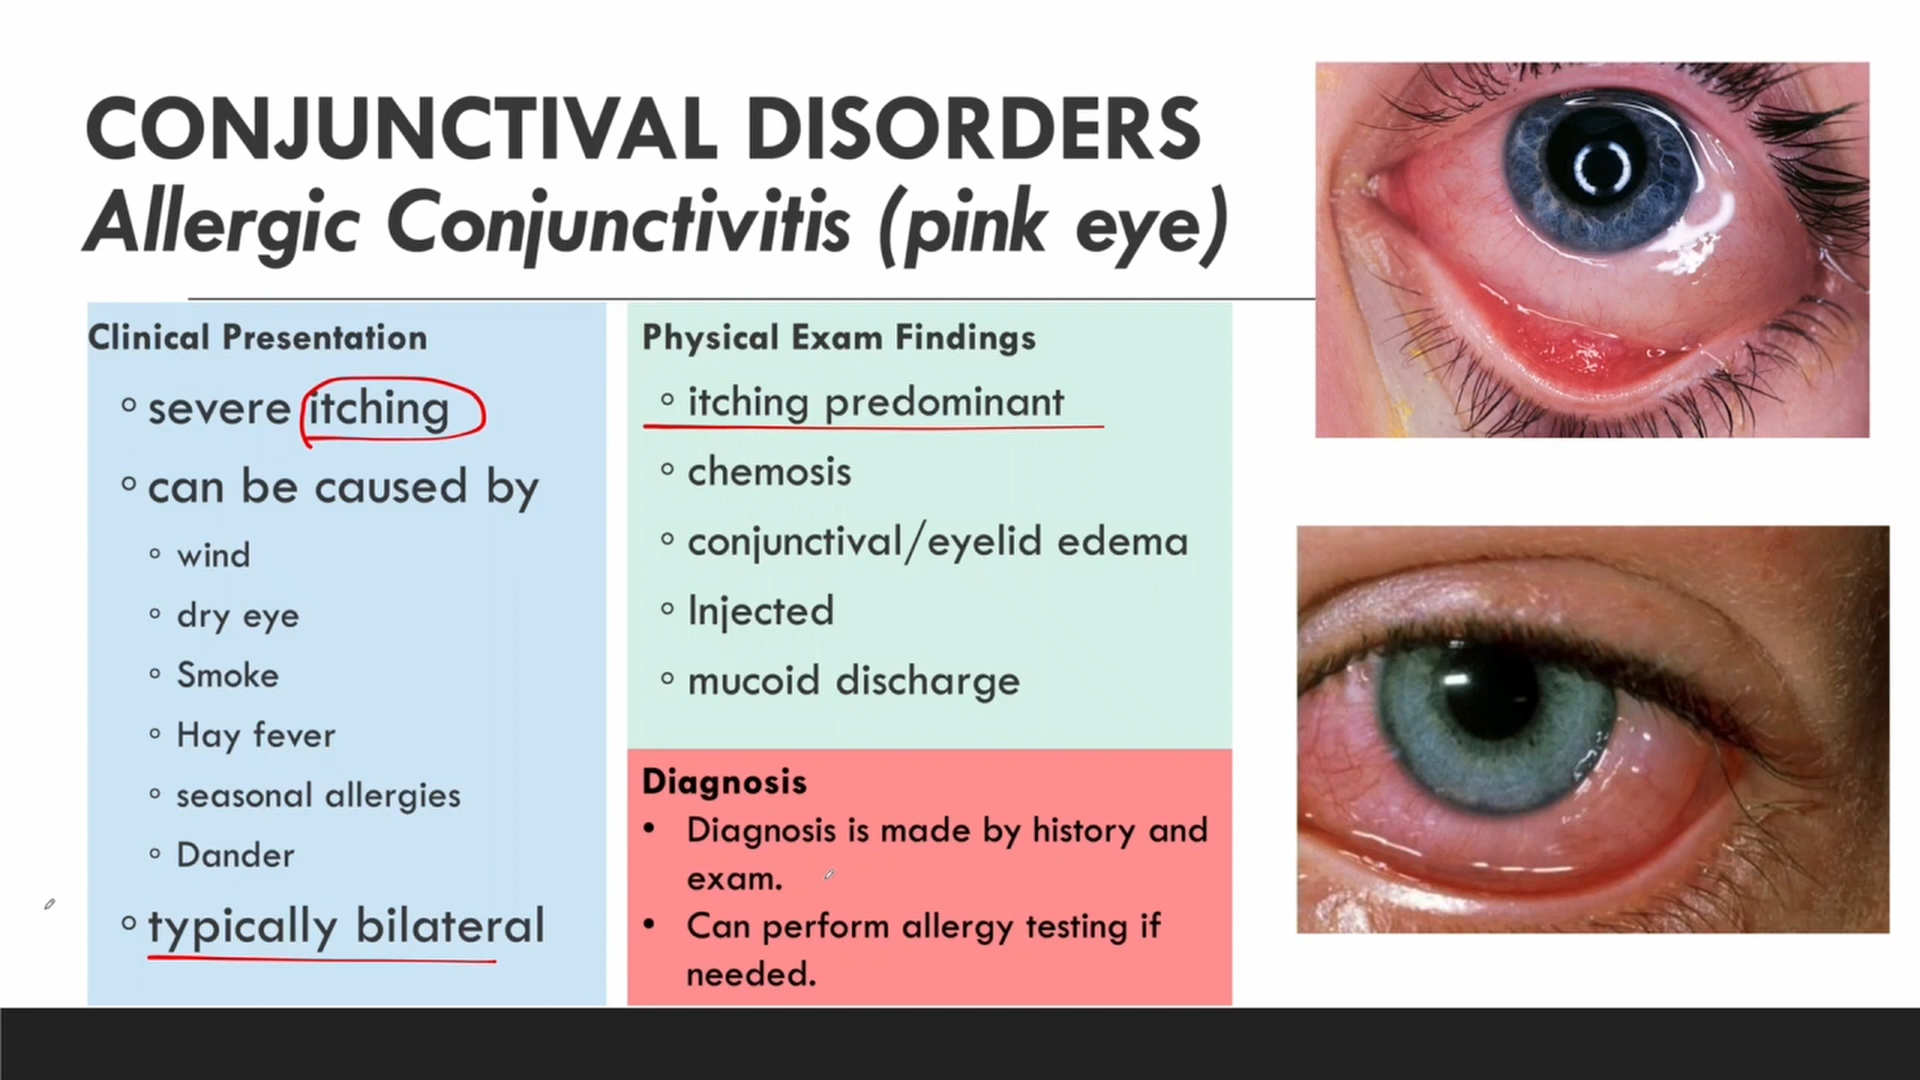 CONJUNCTIVAL DISORDERS
Allergic Conjunctivitis (pink eye)
Clinical Presentation
severe itching
can be caused by
wind
dry eye
Smoke
Hay fever
seasonal allergies
Dander
typically bilateral
Physical Exam Findings
itching predominant
chemosis
conjunctival/eyelid edema
Injected
mucoid discharge
Diagnosis
• Diagnosis is made by history and
exam.
• Can perform allergy testing if
needed.